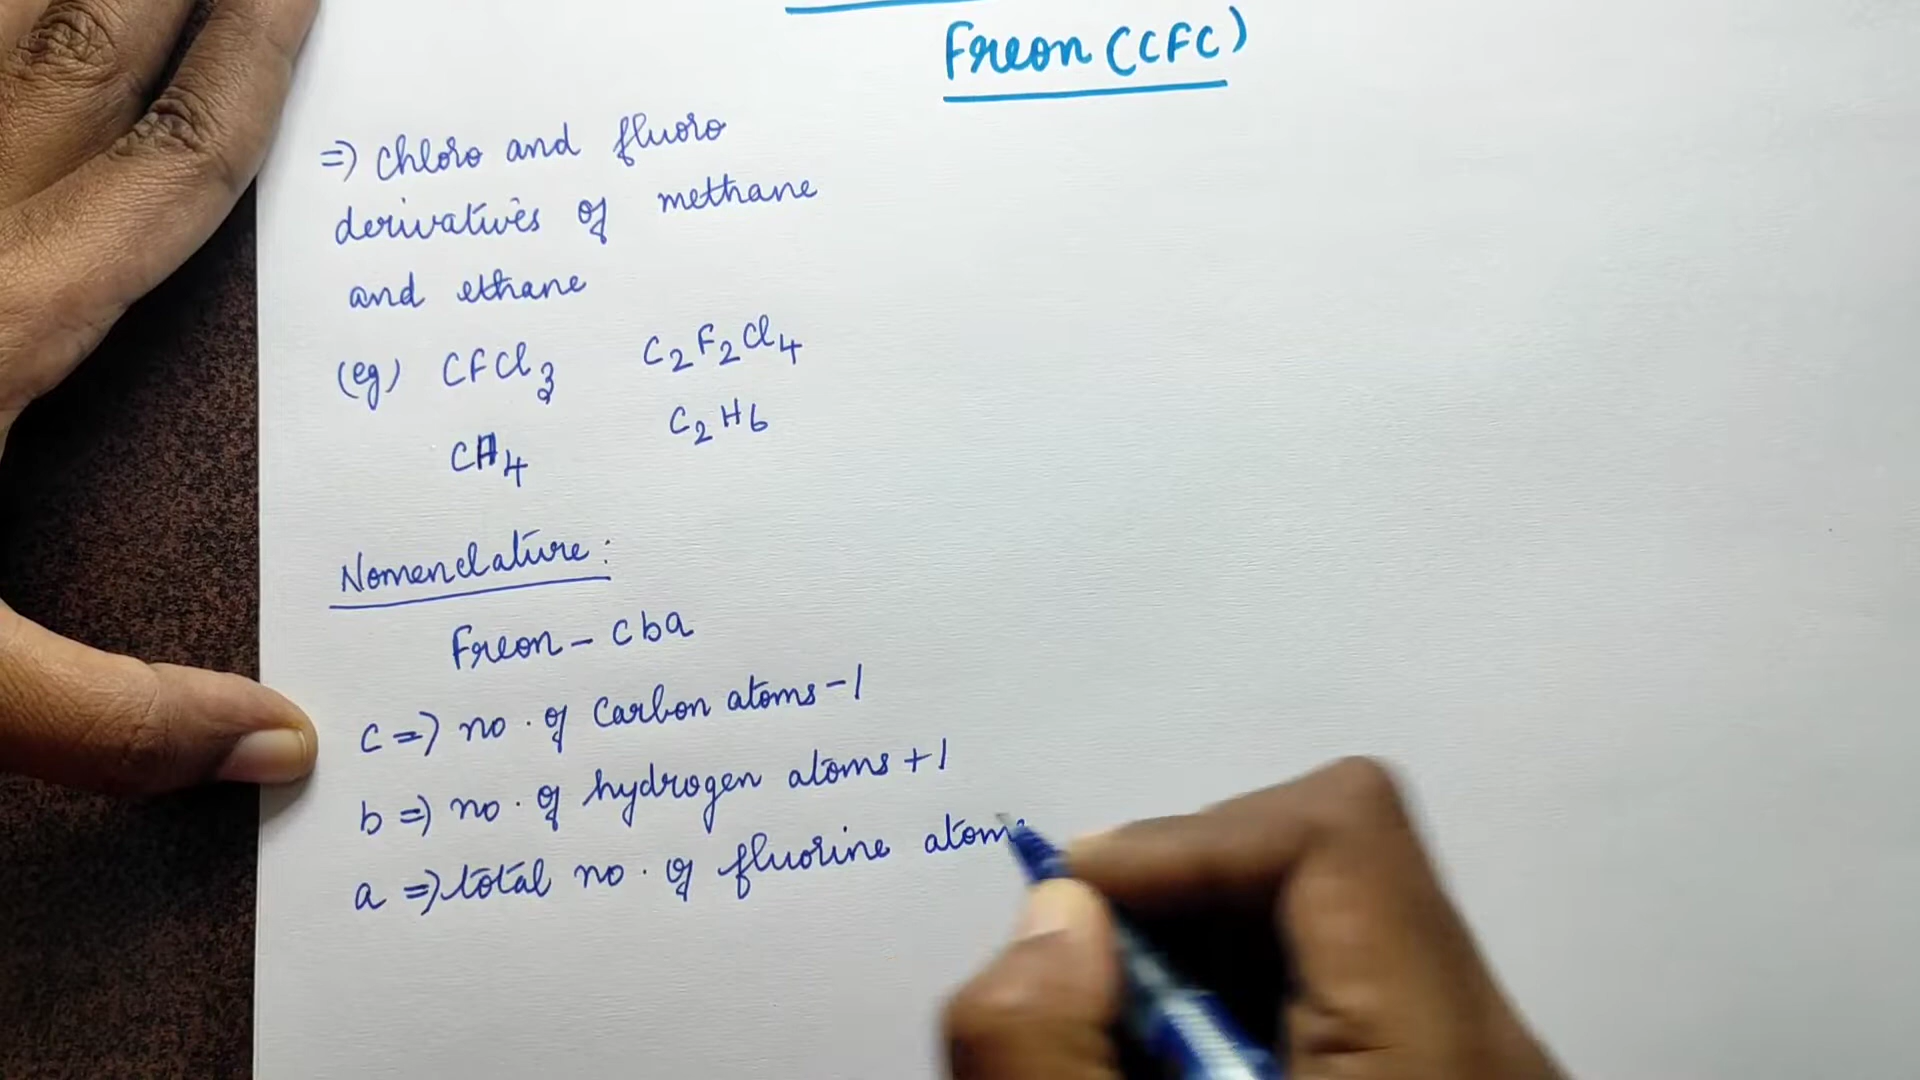 Freon (CFC)
=) chloro and fluoro
derivatives of methane
and ethane
(eg) CFCl3 C2F2Cl4
CH4 C2H6
Nomenclature:
Freon - cba
c =) no. of Carbon atoms - 1
b =) no. of hydrogen atoms + 1
a =) total no. of fluorine atoms